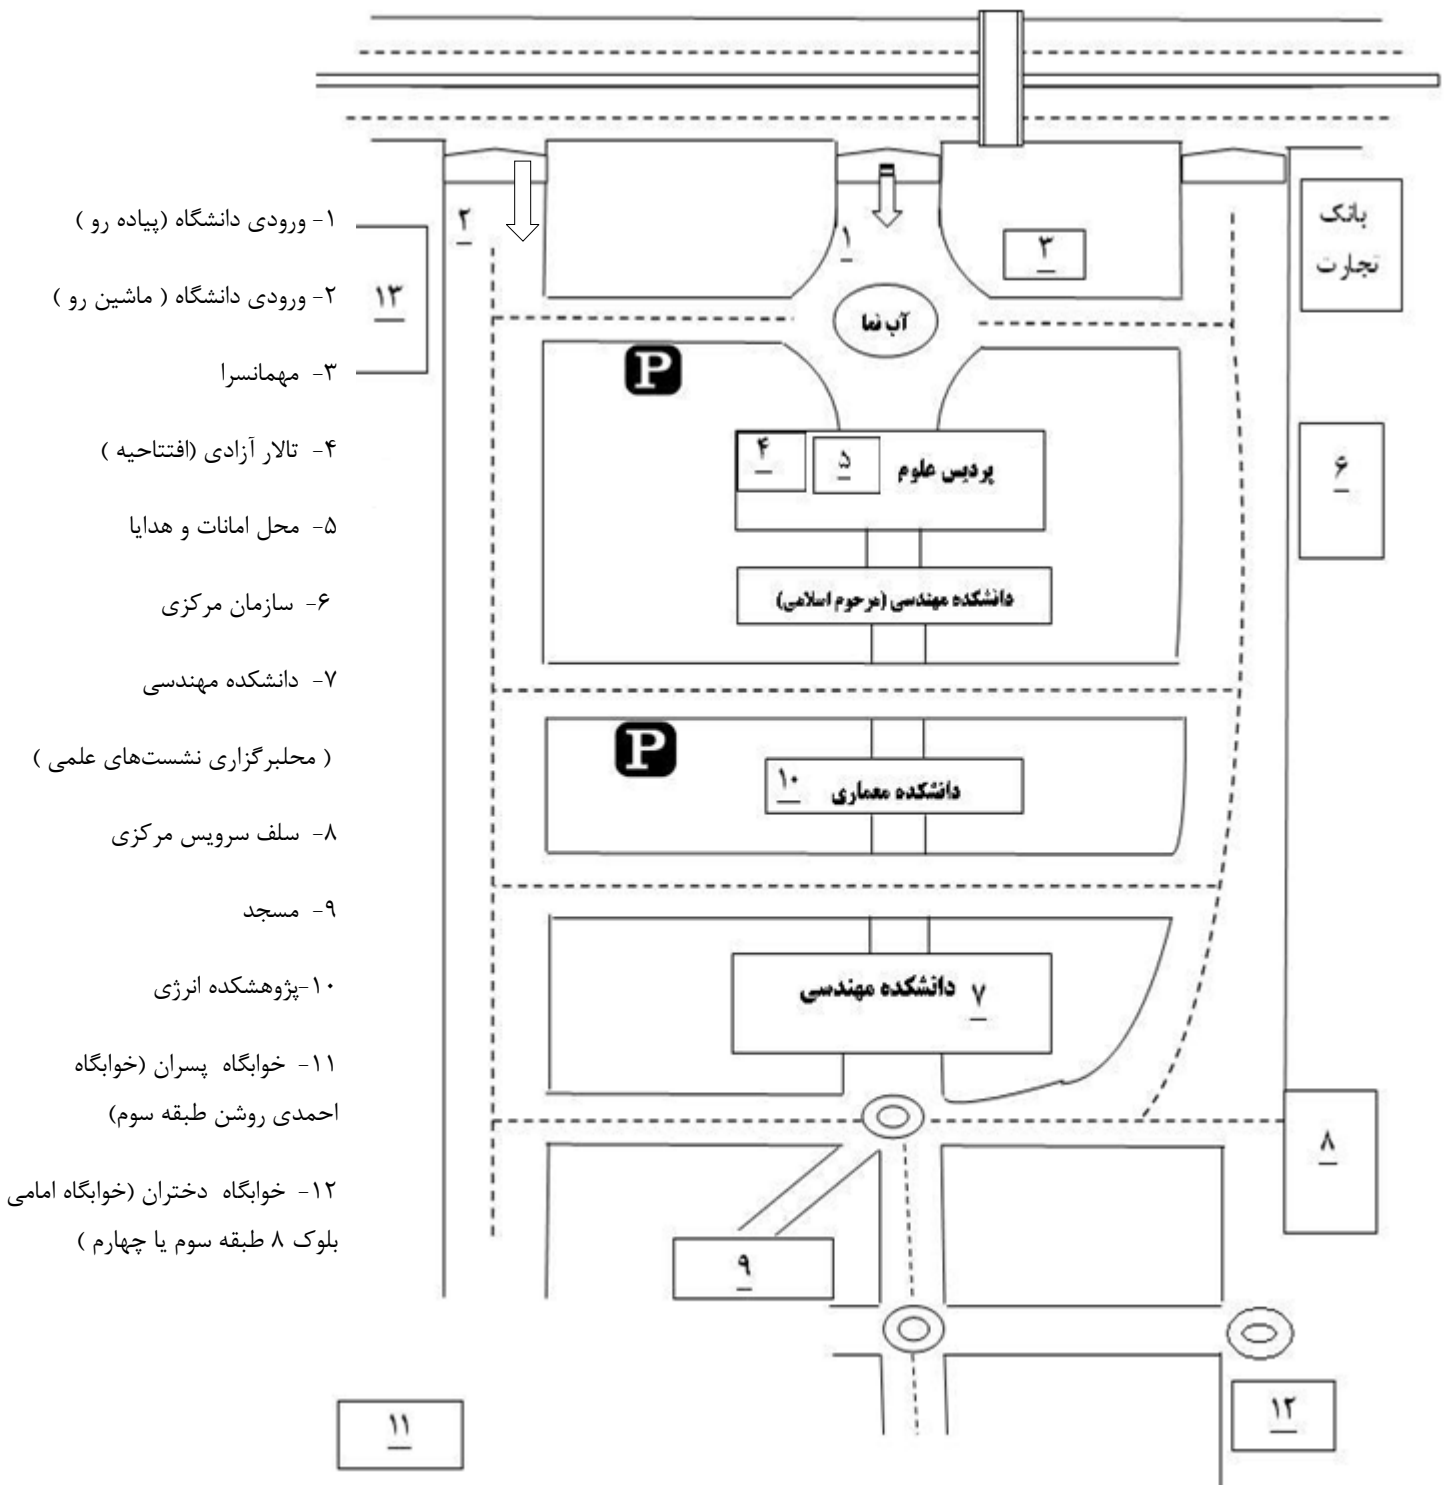 ۱- ورودی دانشگاه (پیاده رو )
۲- ورودی دانشگاه ( ماشین رو )
۳- مهمانسرا
۴- تالار آزادی (افتتاحیه )
۵- محل امانات و هدایا
۶- سازمان مرکزی
۷- دانشکده مهندسی
( محلبرگزاری نشست‌های علمی )
۸- سلف سرویس مرکزی
۹- مسجد
۱۰-پژوهشکده انرژی
۱۱- خوابگاه پسران (خوابگاه
احمدی روشن طبقه سوم)
۱۲- خوابگاه دختران (خوابگاه امامی
بلوک ۸ طبقه سوم یا چهارم )
۲
۱
۳
بانک
تجارت
۱۳
آب نما
P
۴
۵
پردیس علوم
۶
دانشکده مهندسی (مرحوم اسلامی)
P
۱۰
دانشکده معماری
دانشکده مهندسی
۷
۸
۹
۱۱
۱۲